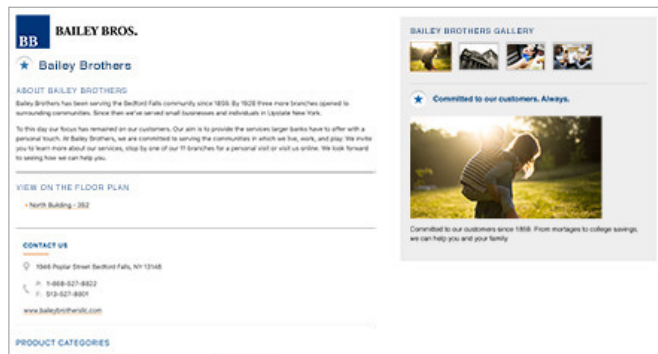 BB
BAILEY BROS.
Bailey Brothers
ABOUT BAILEY BROTHERS
Bailey Brothers has been serving the Bedford Falls community since 1859. By 1928 three more branches opened to
surrounding communities. Since then we've served small businesses and individuals in Upstate New York.
To this day our focus has remained on our customers. Our aim is to provide the services larger banks have to offer with a
personal touch. At Bailey Brothers, we are committed to serving the communities in which we live, work, and play. We invite
you to learn more about our services, stop by one of our 11 branches for a personal visit or visit us online. We look forward
to seeing how we can help you.
VIEW ON THE FLOOR PLAN
• North Building - 352
CONTACT US
Poplar Street Bedford Falls, NY 13148
P: 1-868-527-8822
F: 513-527-8801
PRODUCT CATEGORIES
BAILEY BROTHERS GALLERY
Committed to our customers. Always.
Committed to our customers since 1859. From mortages to college savings,
we can help you and your family